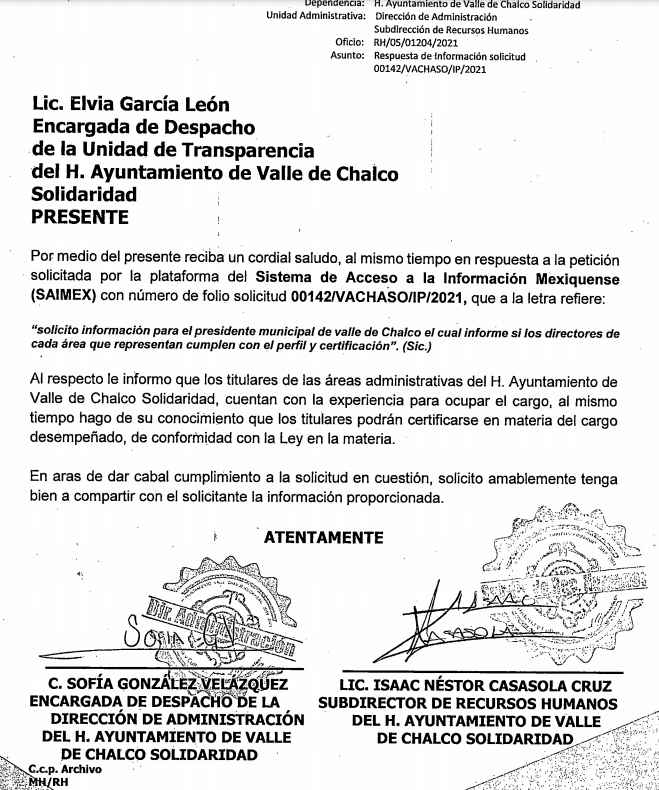 Dependencia: H. Ayuntamiento de Valle de Chalco Solidaridad
Unidad Administrativa: Dirección de Administración
Subdirección de Recursos Humanos
Oficio: RH/05/01204/2021
Asunto: Respuesta de Información solicitud
00142/VACHASO/IP/2021
Lic. Elvia García León
Encargada de Despacho
de la Unidad de Transparencia
del H. Ayuntamiento de Valle de Chalco
Solidaridad
PRESENTE
Por medio del presente reciba un cordial saludo, al mismo tiempo en respuesta a la petición
solicitada por la plataforma del Sistema de Acceso a la Información Mexiquense
(SAIMEX) con número de folio solicitud 00142/VACHASO/IP/2021, que a la letra refiere:
"solicito información para el presidente municipal de valle de Chalco el cual informe si los directores de
cada área que representan cumplen con el perfil y certificación". (Sic.)
Al respecto le informo que los titulares de las áreas administrativas del H. Ayuntamiento de
Valle de Chalco Solidaridad, cuentan con la experiencia para ocupar el cargo, al mismo
tiempo hago de su conocimiento que los titulares podrán certificarse en materia del cargo
desempeñado, de conformidad con la Ley en la materia.
En aras de dar cabal cumplimiento a la solicitud en cuestión, solicito amablemente tenga
bien a compartir con el solicitante la información proporcionada.
ATENTAMENTE
Dir. Administración
SOFIA G.V.
ISAAC
CASASOLA
C. SOFÍA GONZÁLEZ VELÁZQUEZ
ENCARGADA DE DESPACHO DE LA
DIRECCIÓN DE ADMINISTRACIÓN
DEL H. AYUNTAMIENTO DE VALLE
DE CHALCO SOLIDARIDAD
LIC. ISAAC NÉSTOR CASASOLA CRUZ
SUBDIRECTOR DE RECURSOS HUMANOS
DEL H. AYUNTAMIENTO DE VALLE
DE CHALCO SOLIDARIDAD
C.c.p. Archivo
MH/RH